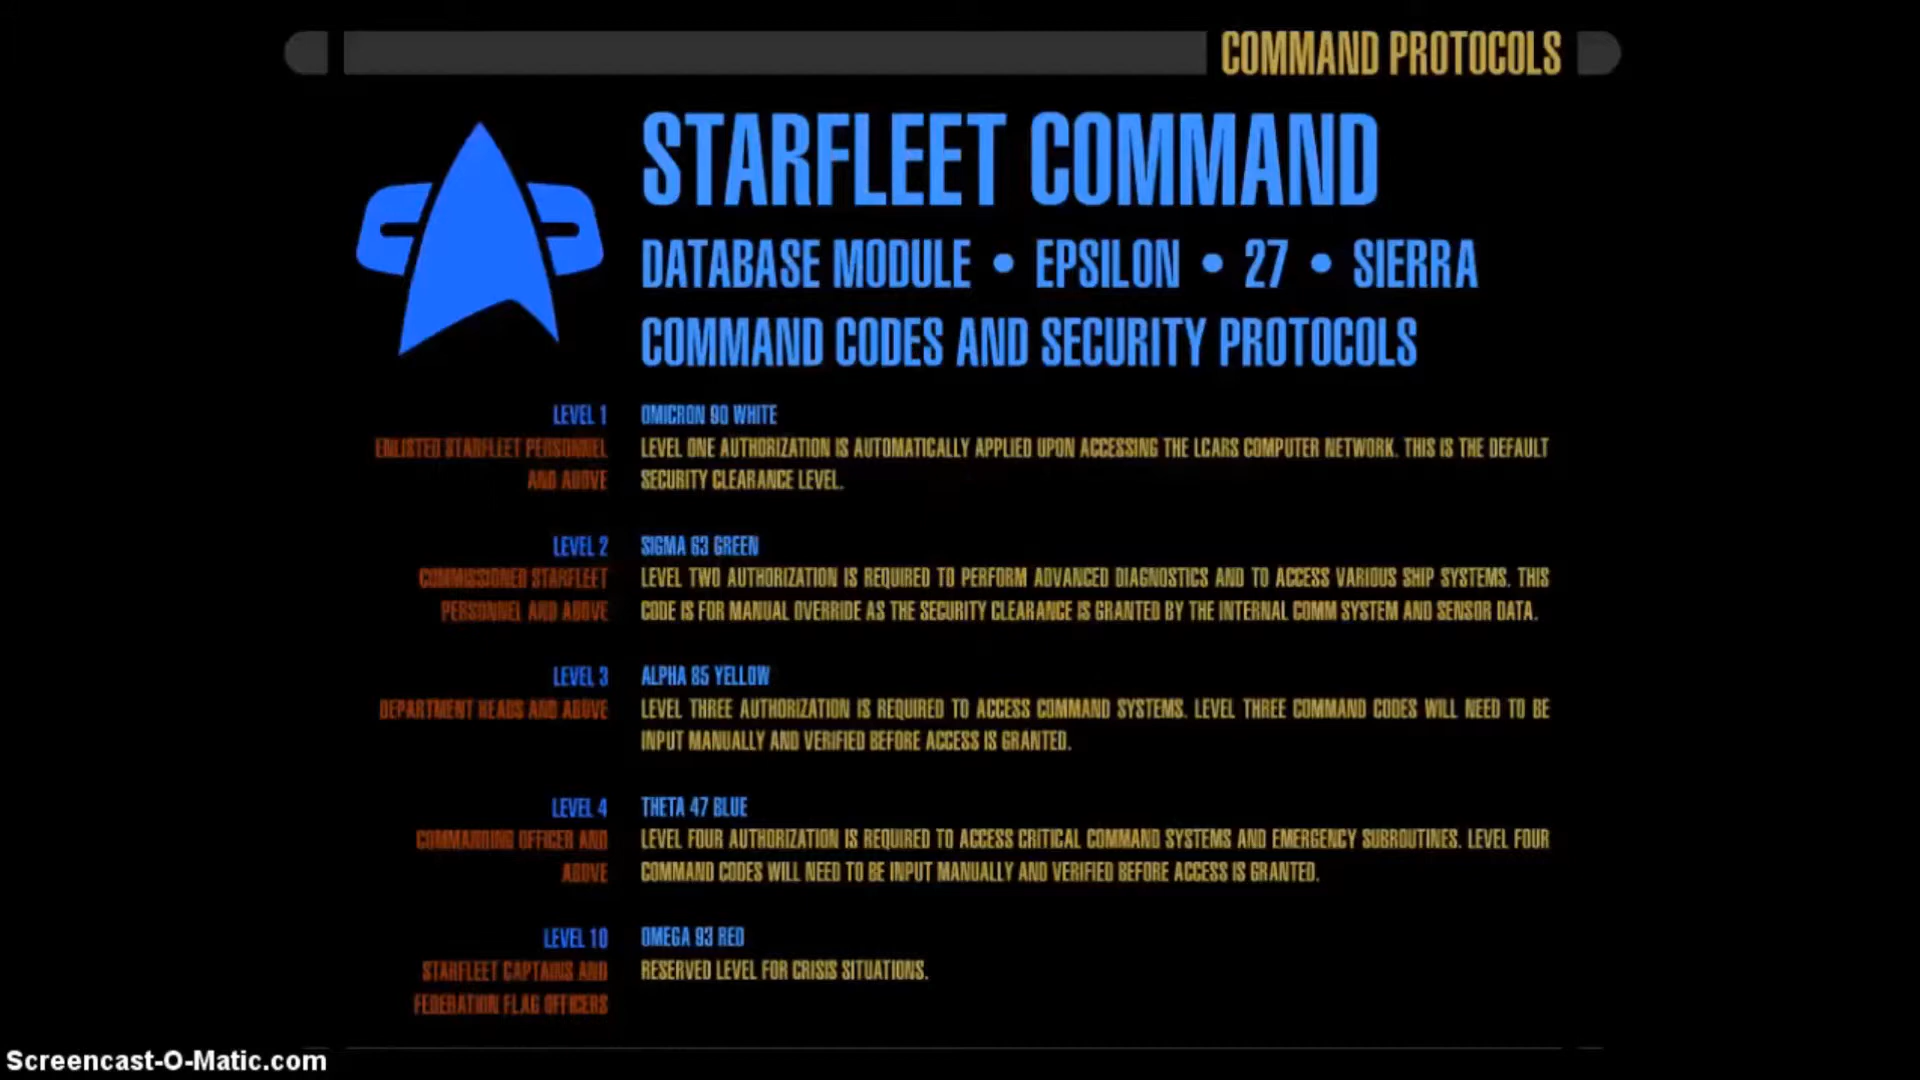 COMMAND PROTOCOLS
STARFLEET COMMAND
DATABASE MODULE • EPSILON • 27 • SIERRA
COMMAND CODES AND SECURITY PROTOCOLS
LEVEL 1
OMICRON 90 WHITE
ENLISTED STARFLEET PERSONNEL
AND ABOVE
LEVEL ONE AUTHORIZATION IS AUTOMATICALLY APPLIED UPON ACCESSING THE LCARS COMPUTER NETWORK. THIS IS THE DEFAULT
SECURITY CLEARANCE LEVEL.
LEVEL 2
SIGMA 63 GREEN
COMMISSIONED STARFLEET
PERSONNEL AND ABOVE
LEVEL TWO AUTHORIZATION IS REQUIRED TO PERFORM ADVANCED DIAGNOSTICS AND TO ACCESS VARIOUS SHIP SYSTEMS. THIS
CODE IS FOR MANUAL OVERRIDE AS THE SECURITY CLEARANCE IS GRANTED BY THE INTERNAL COMM SYSTEM AND SENSOR DATA.
LEVEL 3
ALPHA 85 YELLOW
DEPARTMENT HEADS AND ABOVE
LEVEL THREE AUTHORIZATION IS REQUIRED TO ACCESS COMMAND SYSTEMS. LEVEL THREE COMMAND CODES WILL NEED TO BE
INPUT MANUALLY AND VERIFIED BEFORE ACCESS IS GRANTED.
LEVEL 4
THETA 47 BLUE
COMMANDING OFFICER AND
ABOVE
LEVEL FOUR AUTHORIZATION IS REQUIRED TO ACCESS CRITICAL COMMAND SYSTEMS AND EMERGENCY SUBROUTINES. LEVEL FOUR
COMMAND CODES WILL NEED TO BE INPUT MANUALLY AND VERIFIED BEFORE ACCESS IS GRANTED.
LEVEL 10
OMEGA 93 RED
STARFLEET CAPTAINS AND
FEDERATION FLAG OFFICERS
RESERVED LEVEL FOR CRISIS SITUATIONS.
Screencast-O-Matic.com